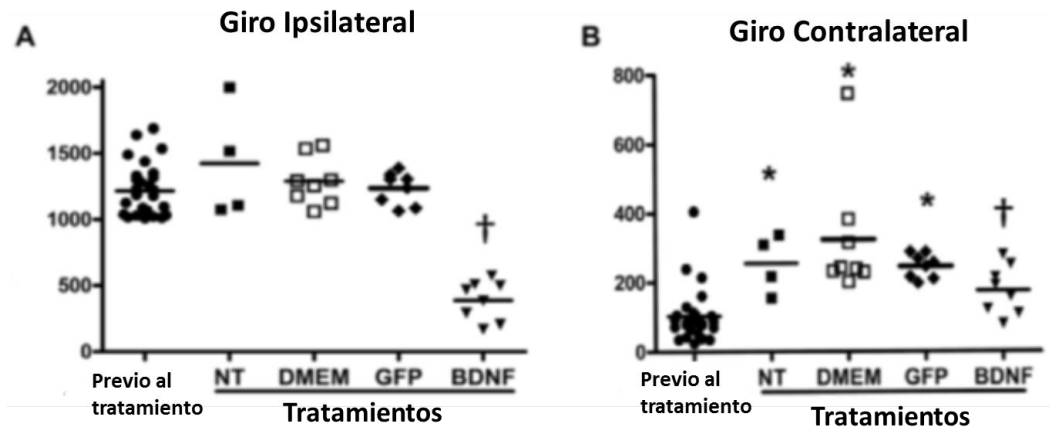 A
Giro Ipsilateral
2000
1500
1000
500
0
†
Previo al
tratamiento
NT DMEM GFP BDNF
Tratamientos
B
Giro Contralateral
800
600
400
200
0
*
*
*
†
Previo al
tratamiento
NT DMEM GFP BDNF
Tratamientos